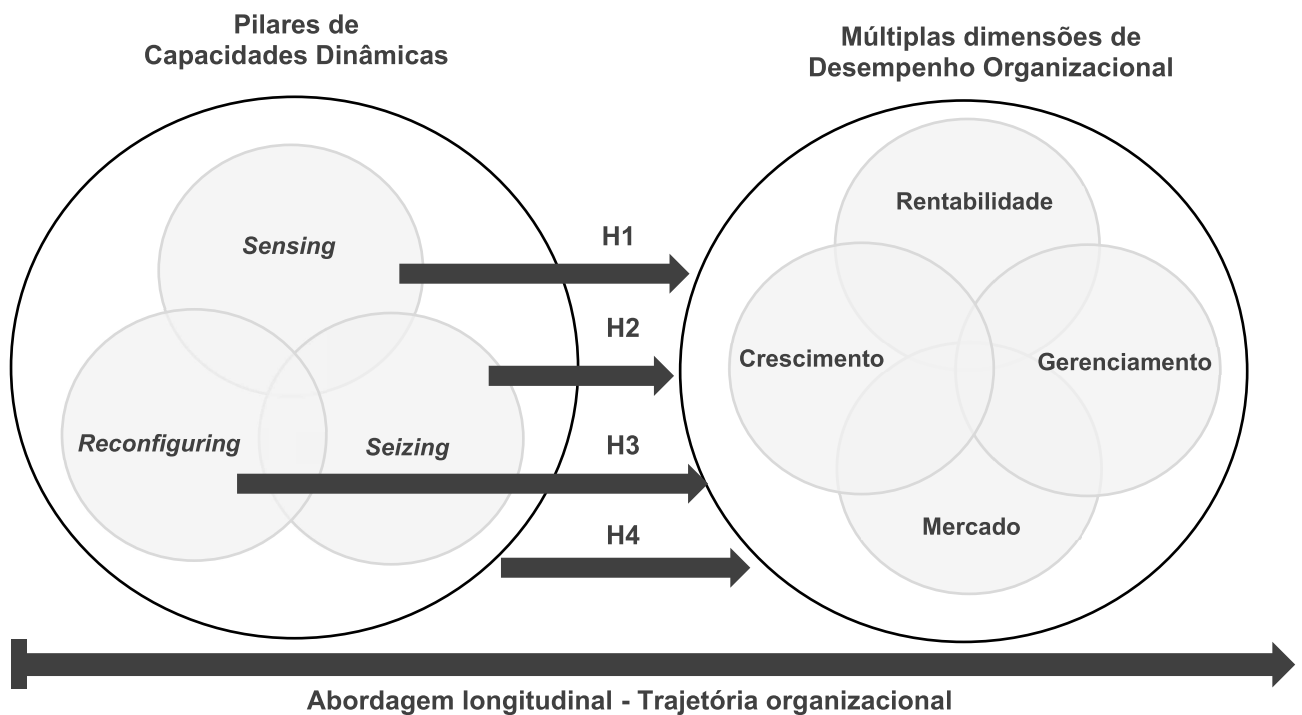 Pilares de
Capacidades Dinâmicas
Múltiplas dimensões de
Desempenho Organizacional
Sensing
Reconfiguring
Seizing
H1
H2
H3
H4
Rentabilidade
Crescimento
Gerenciamento
Mercado
Abordagem longitudinal - Trajetória organizacional